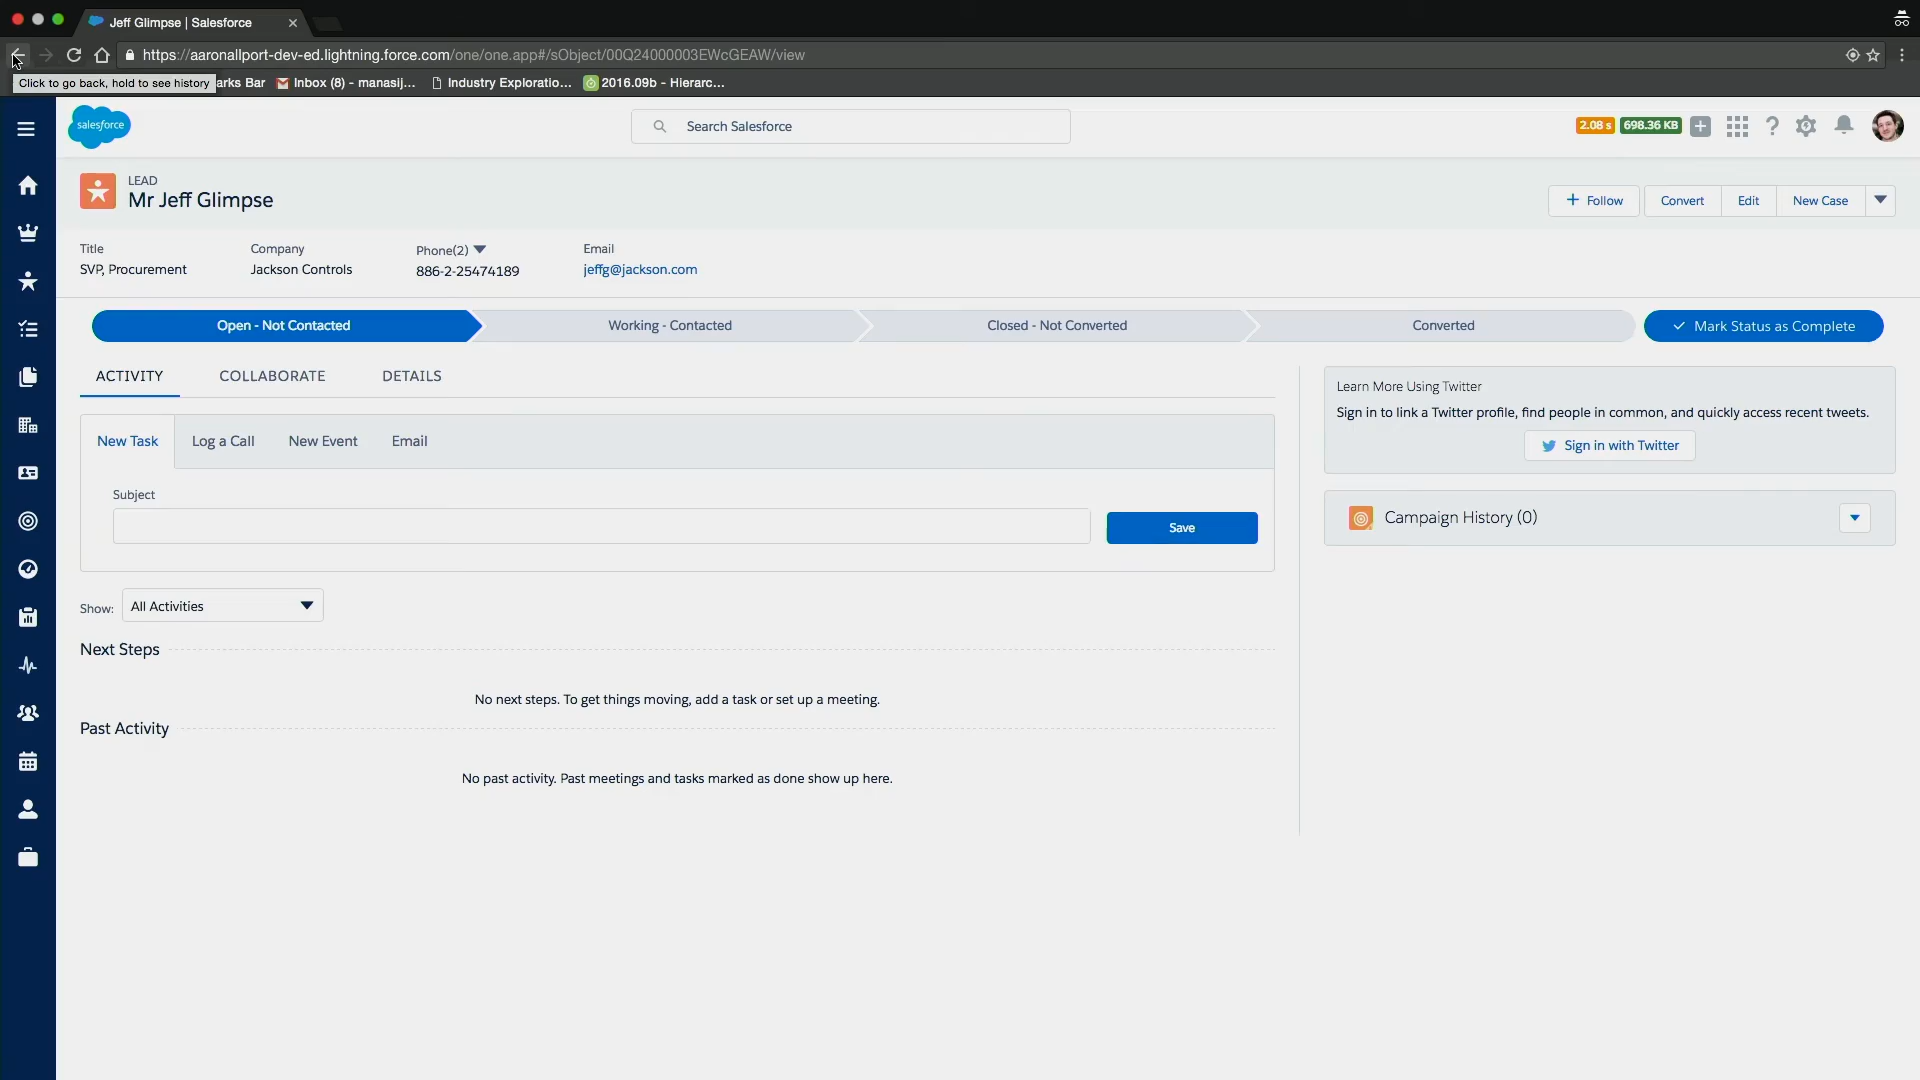 Jeff Glimpse | Salesforce
https://aaronallport-dev-ed.lightning.force.com/one/one.app#/sObject/00Q24000003EWcGEAW/view
Click to go back, hold to see history
arks Bar
Inbox (8) - manasij...
Industry Exploratio...
2016.09b - Hierarc...
salesforce
Search Salesforce
2.08 s
698.36 KB
LEAD
Mr Jeff Glimpse
Follow
Convert
Edit
New Case
Title
Company
Phone(2)
Email
SVP, Procurement
Jackson Controls
886-2-25474189
jeffg@jackson.com
Open - Not Contacted
Working - Contacted
Closed - Not Converted
Converted
Mark Status as Complete
ACTIVITY
COLLABORATE
DETAILS
New Task
Log a Call
New Event
Email
Subject
Save
Show:
All Activities
Next Steps
No next steps. To get things moving, add a task or set up a meeting.
Past Activity
No past activity. Past meetings and tasks marked as done show up here.
Learn More Using Twitter
Sign in to link a Twitter profile, find people in common, and quickly access recent tweets.
Sign in with Twitter
Campaign History (0)